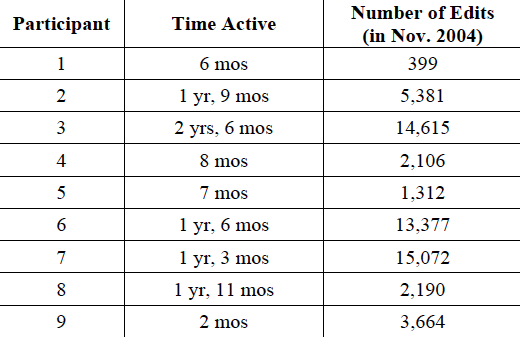 Participant Time Active Number of Edits
(in Nov. 2004)
1 6 mos 399
2 1 yr, 9 mos 5,381
3 2 yrs, 6 mos 14,615
4 8 mos 2,106
5 7 mos 1,312
6 1 yr, 6 mos 13,377
7 1 yr, 3 mos 15,072
8 1 yr, 11 mos 2,190
9 2 mos 3,664